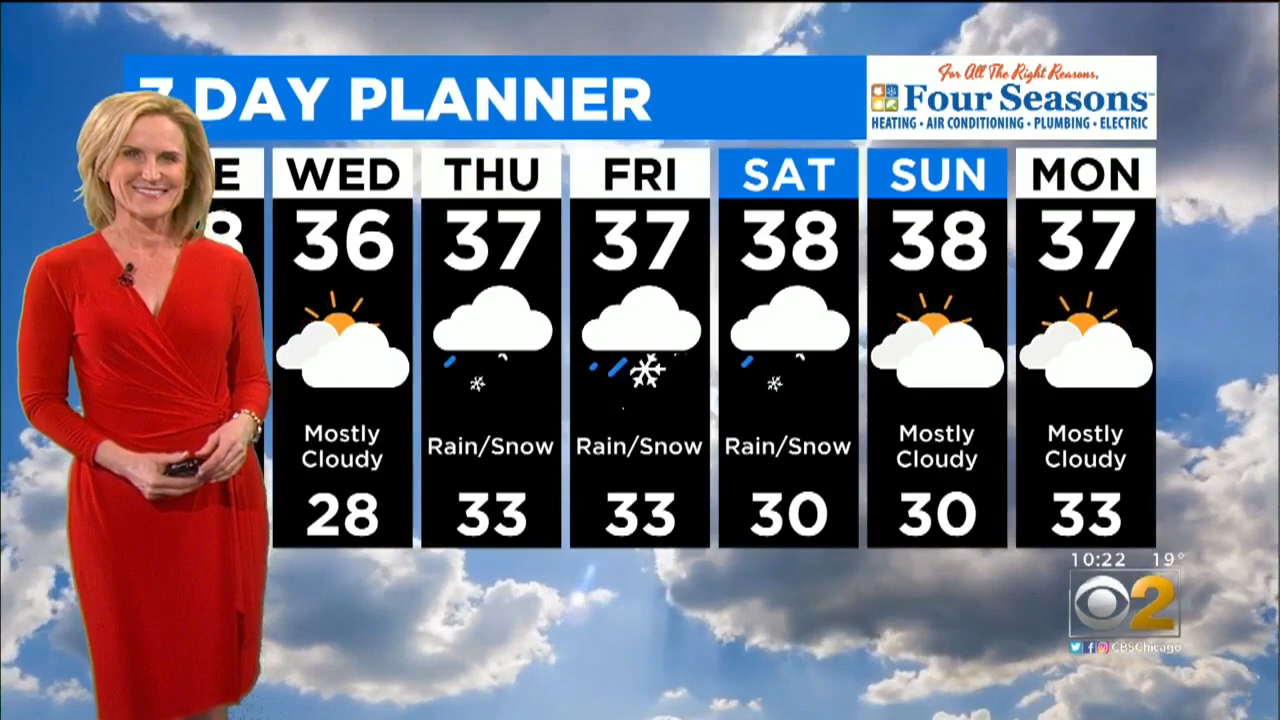 7 DAY PLANNER
For All The Right Reasons,
Four Seasons
HEATING • AIR CONDITIONING • PLUMBING • ELECTRIC
E WED THU FRI SAT SUN MON
8 36 37 37 38 38 37
Mostly Cloudy
Rain/Snow
Rain/Snow
Rain/Snow
Mostly Cloudy
Mostly Cloudy
28 33 33 30 30 33
10:22 19°
2
CBSChicago